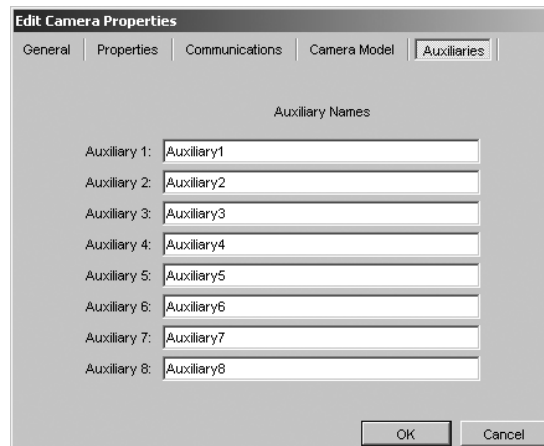 Edit Camera Properties
General Properties Communications Camera Model Auxiliaries
Auxiliary Names
Auxiliary 1: Auxiliary1
Auxiliary 2: Auxiliary2
Auxiliary 3: Auxiliary3
Auxiliary 4: Auxiliary4
Auxiliary 5: Auxiliary5
Auxiliary 6: Auxiliary6
Auxiliary 7: Auxiliary7
Auxiliary 8: Auxiliary8
OK Cancel